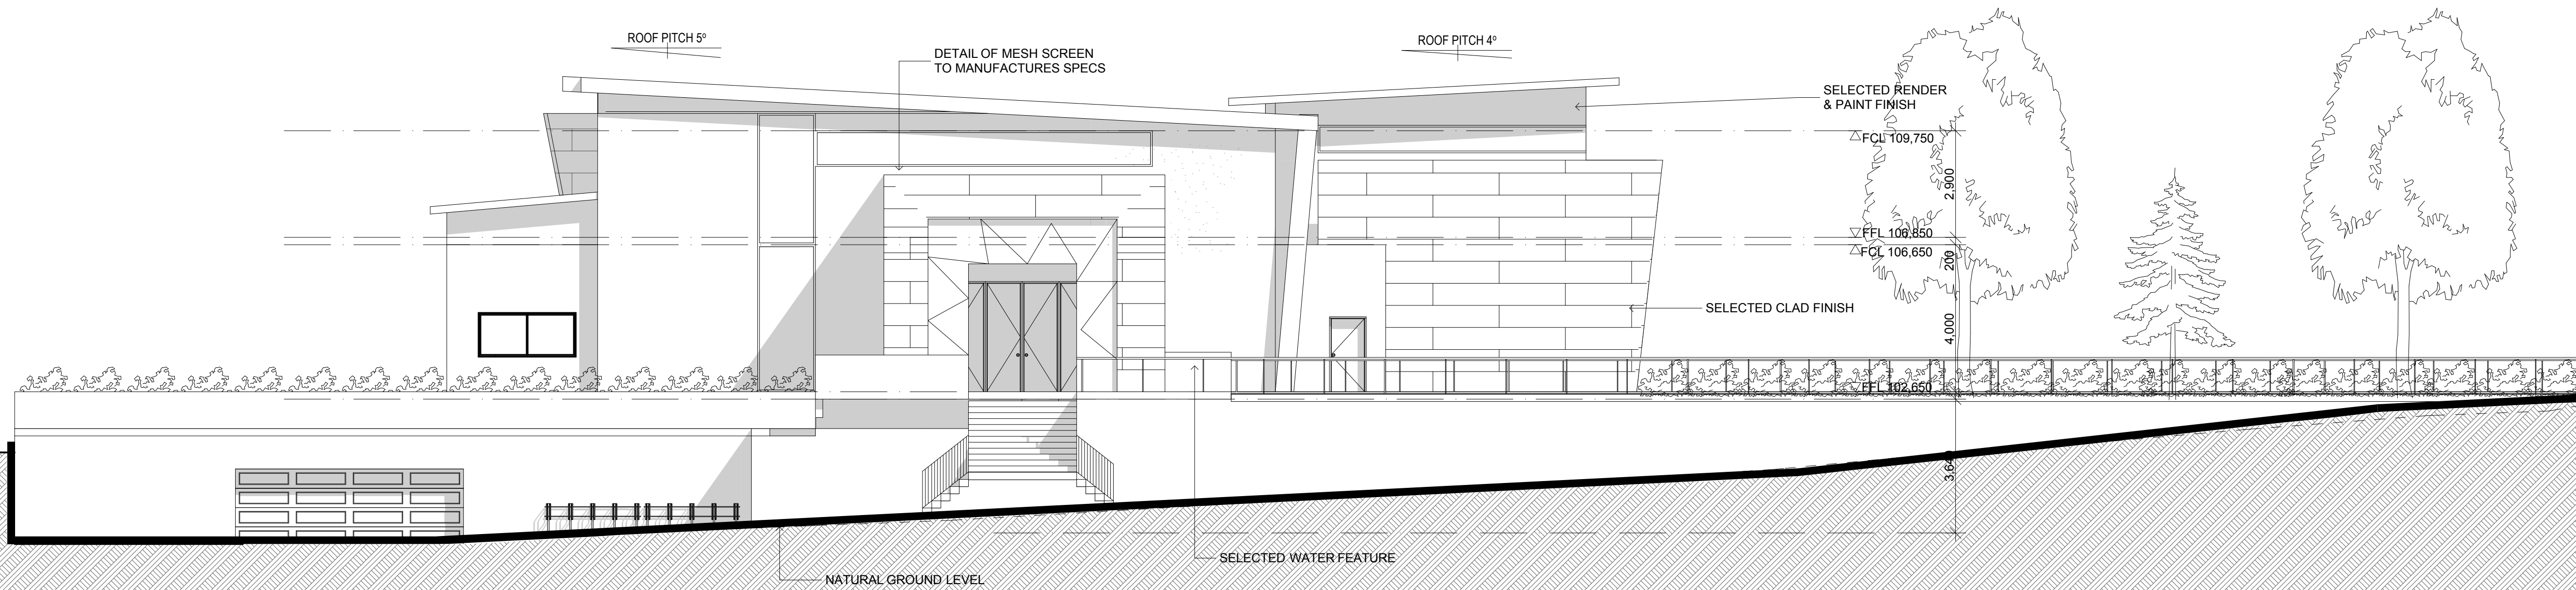 ROOF PITCH 5º
DETAIL OF MESH SCREEN
TO MANUFACTURES SPECS
ROOF PITCH 4º
SELECTED RENDER
& PAINT FINISH
FCL 109,750
2,900
FFL 106,850
FCL 106,650
200
SELECTED CLAD FINISH
4,000
FFL 102,650
SELECTED WATER FEATURE
NATURAL GROUND LEVEL